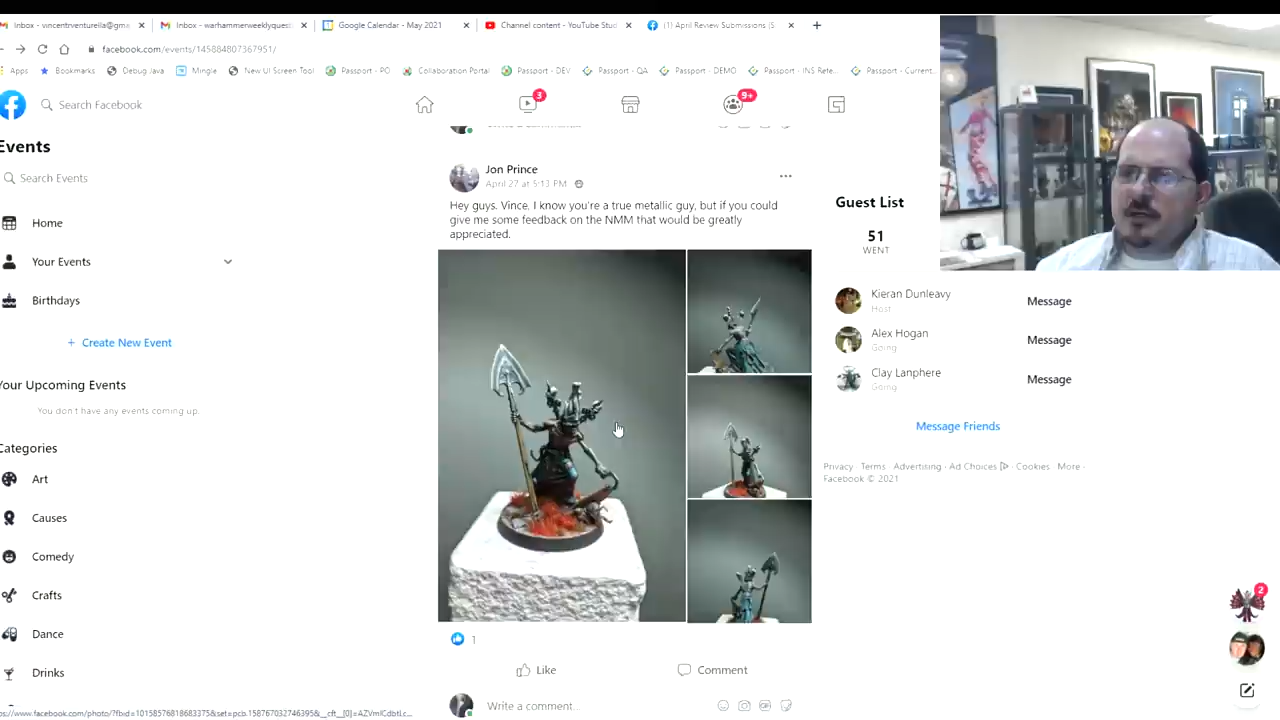 Inbox - vincentrventurella@gma
Inbox - warhammerweeklyquest
Google Calendar - May 2021
Channel content - YouTube Stud
(1) April Review Submissions |S
facebook.com/events/145884807367951/
Apps
Bookmarks
Debug Java
Mingle
New UI Screen Tool
Passport - PO
Collaboration Portal
Passport - DEV
Passport - QA
Passport - DEMO
Passport - INS Rete...
Passport - Current...
Search Facebook
3
9+
Events
Search Events
Home
Your Events
Birthdays
+ Create New Event
Your Upcoming Events
You don't have any events coming up.
Categories
Art
Causes
Comedy
Crafts
Dance
Drinks
Jon Prince
April 27 at 5:13 PM
Hey guys. Vince, I know you're a true metallic guy, but if you could
give me some feedback on the NMM that would be greatly
appreciated.
1
Like
Comment
Write a comment...
Guest List
51
WENT
Kieran Dunleavy
Host
Message
Alex Hogan
Going
Message
Clay Lanphere
Going
Message
Message Friends
Privacy · Terms · Advertising · Ad Choices · Cookies · More ·
Facebook © 2021
2